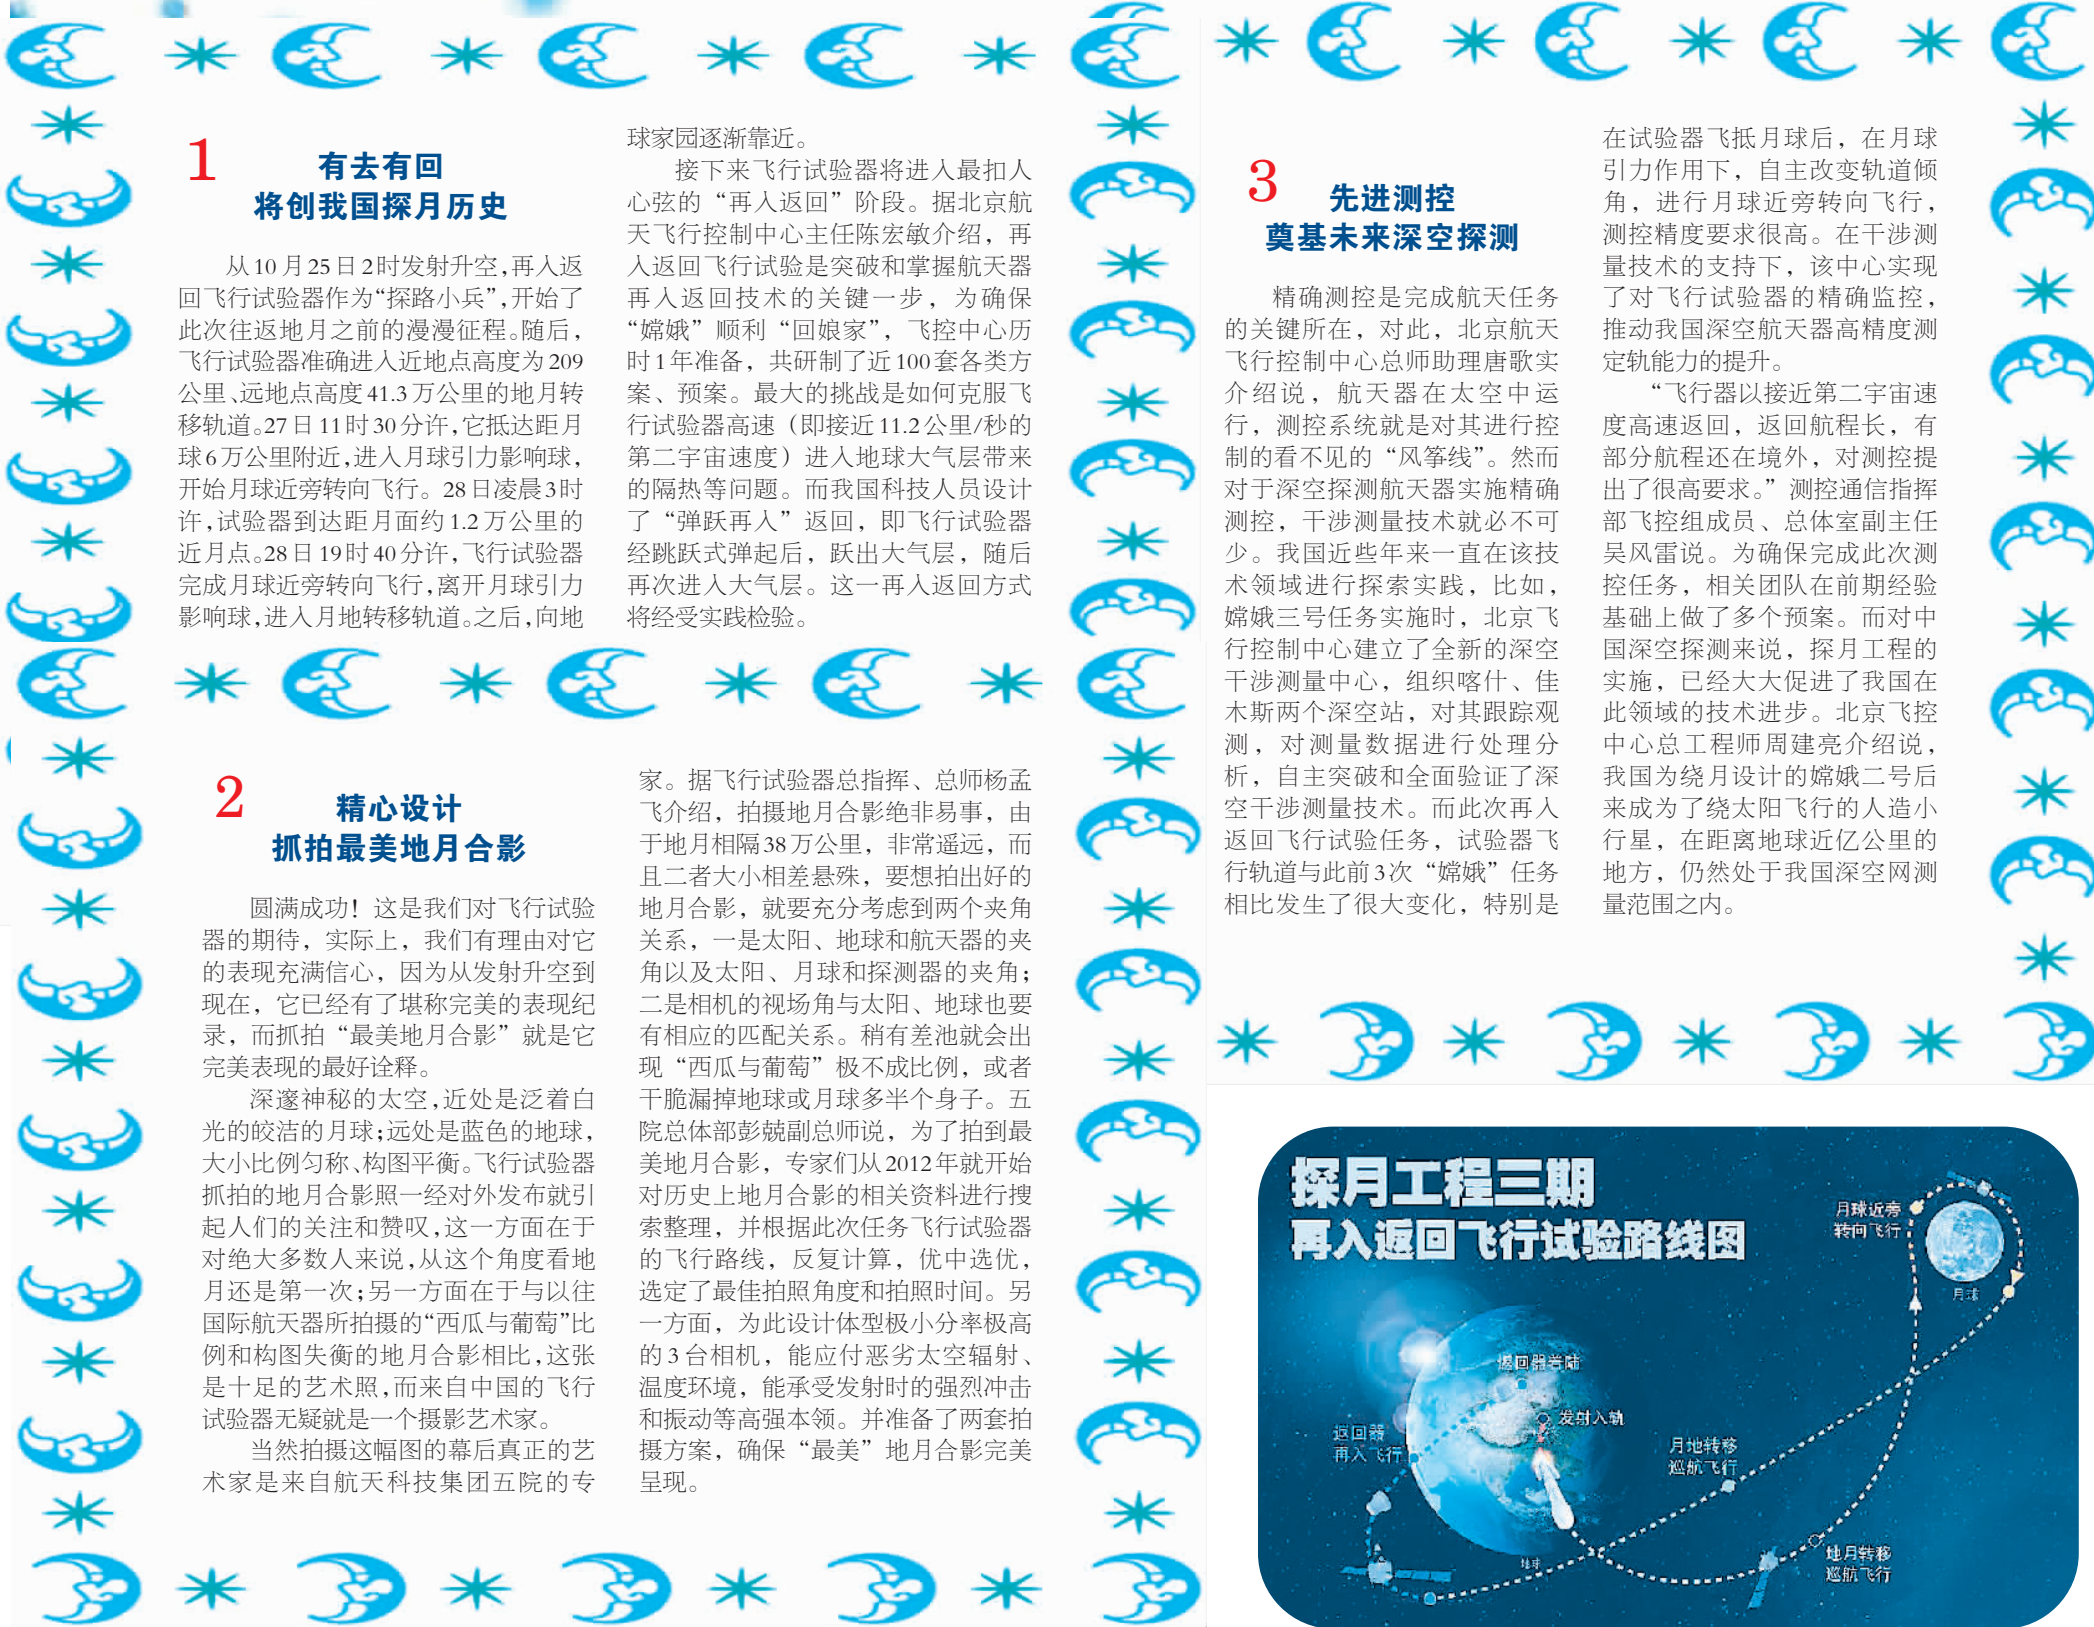 1
有去有回
将创我国探月历史
从10月25日2时发射升空,再入返
回飞行试验器作为“探路小兵”,开始了
此次往返地月之前的漫漫征程。随后,
飞行试验器准确进入近地点高度为209
公里、远地点高度41.3万公里的地月转
移轨道。27日11时30分许,它抵达距月
球6万公里附近,进入月球引力影响球,
开始月球近旁转向飞行。28日凌晨3时
许,试验器到达距月面约1.2万公里的
近月点。28日19时40分许,飞行试验器
完成月球近旁转向飞行,离开月球引力
影响球,进入月地转移轨道。之后,向地
球家园逐渐靠近。
接下来飞行试验器将进入最扣人
心弦的“再入返回”阶段。据北京航
天飞行控制中心主任陈宏敏介绍，再
入返回飞行试验是突破和掌握航天器
再入返回技术的关键一步，为确保
“嫦娥”顺利“回娘家”，飞控中心历
时1年准备，共研制了近100套各类方
案、预案。最大的挑战是如何克服飞
行试验器高速（即接近11.2公里/秒的
第二宇宙速度）进入地球大气层带来
的隔热等问题。而我国科技人员设计
了“弹跃再入”返回，即飞行试验器
经跳跃式弹起后，跃出大气层，随后
再次进入大气层。这一再入返回方式
将经受实践检验。
2
精心设计
抓拍最美地月合影
圆满成功！这是我们对飞行试验
器的期待，实际上，我们有理由对它
的表现充满信心，因为从发射升空到
现在，它已经有了堪称完美的表现纪
录，而抓拍“最美地月合影”就是它
完美表现的最好诠释。
深邃神秘的太空,近处是泛着白
光的皎洁的月球;远处是蓝色的地球,
大小比例匀称、构图平衡。飞行试验器
抓拍的地月合影照一经对外发布就引
起人们的关注和赞叹,这一方面在于
对绝大多数人来说,从这个角度看地
月还是第一次;另一方面在于与以往
国际航天器所拍摄的“西瓜与葡萄”比
例和构图失衡的地月合影相比,这张
是十足的艺术照,而来自中国的飞行
试验器无疑就是一个摄影艺术家。
当然拍摄这幅图的幕后真正的艺
术家是来自航天科技集团五院的专
家。据飞行试验器总指挥、总师杨孟
飞介绍，拍摄地月合影绝非易事，由
于地月相隔38万公里，非常遥远，而
且二者大小相差悬殊，要想拍出好的
地月合影，就要充分考虑到两个夹角
关系，一是太阳、地球和航天器的夹
角以及太阳、月球和探测器的夹角；
二是相机的视场角与太阳、地球也要
有相应的匹配关系。稍有差池就会出
现“西瓜与葡萄”极不成比例，或者
干脆漏掉地球或月球多半个身子。五
院总体部彭兢副总师说，为了拍到最
美地月合影，专家们从2012年就开始
对历史上地月合影的相关资料进行搜
索整理，并根据此次任务飞行试验器
的飞行路线，反复计算，优中选优，
选定了最佳拍照角度和拍照时间。另
一方面，为此设计体型极小分率极高
的3台相机，能应付恶劣太空辐射、
温度环境，能承受发射时的强烈冲击
和振动等高强本领。并准备了两套拍
摄方案，确保“最美”地月合影完美
呈现。
3
先进测控
奠基未来深空探测
精确测控是完成航天任务
的关键所在，对此，北京航天
飞行控制中心总师助理唐歌实
介绍说，航天器在太空中运
行，测控系统就是对其进行控
制的看不见的“风筝线”。然而
对于深空探测航天器实施精确
测控，干涉测量技术就必不可
少。我国近些年来一直在该技
术领域进行探索实践，比如，
嫦娥三号任务实施时，北京飞
行控制中心建立了全新的深空
干涉测量中心，组织喀什、佳
木斯两个深空站，对其跟踪观
测，对测量数据进行处理分
析，自主突破和全面验证了深
空干涉测量技术。而此次再入
返回飞行试验任务，试验器飞
行轨道与此前3次“嫦娥”任务
相比发生了很大变化，特别是
在试验器飞抵月球后，在月球
引力作用下，自主改变轨道倾
角，进行月球近旁转向飞行，
测控精度要求很高。在干涉测
量技术的支持下，该中心实现
了对飞行试验器的精确监控，
推动我国深空航天器高精度测
定轨能力的提升。
“飞行器以接近第二宇宙速
度高速返回，返回航程长，有
部分航程还在境外，对测控提
出了很高要求。”测控通信指挥
部飞控组成员、总体室副主任
吴风雷说。为确保完成此次测
控任务，相关团队在前期经验
基础上做了多个预案。而对中
国深空探测来说，探月工程的
实施，已经大大促进了我国在
此领域的技术进步。北京飞控
中心总工程师周建亮介绍说，
我国为绕月设计的嫦娥二号后
来成为了绕太阳飞行的人造小
行星，在距离地球近亿公里的
地方，仍然处于我国深空网测
量范围之内。
探月工程三期
再入返回飞行试验路线图
月球近旁
转向飞行
月球
返回器着陆
发射入轨
返回器
再入飞行
月地转移
巡航飞行
地球
地月转移
巡航飞行